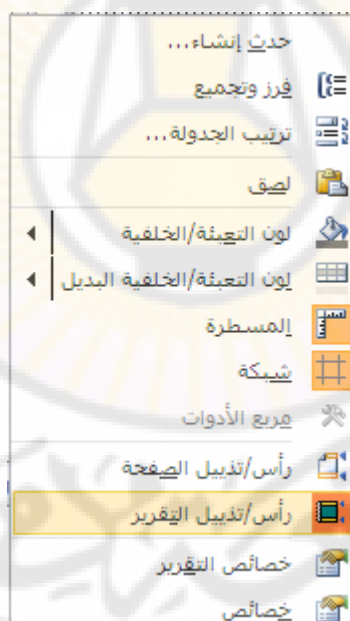 حدث إنشاء...
فرز وتجميع
ترتيب الجدولة...
لصق
لون التعبئة/الخلفية
لون التعبئة/الخلفية البديل
المسطرة
شبكة
مربع الأدوات
رأس/تذييل الصفحة
رأس/تذييل التقرير
خصائص التقرير
خصائص